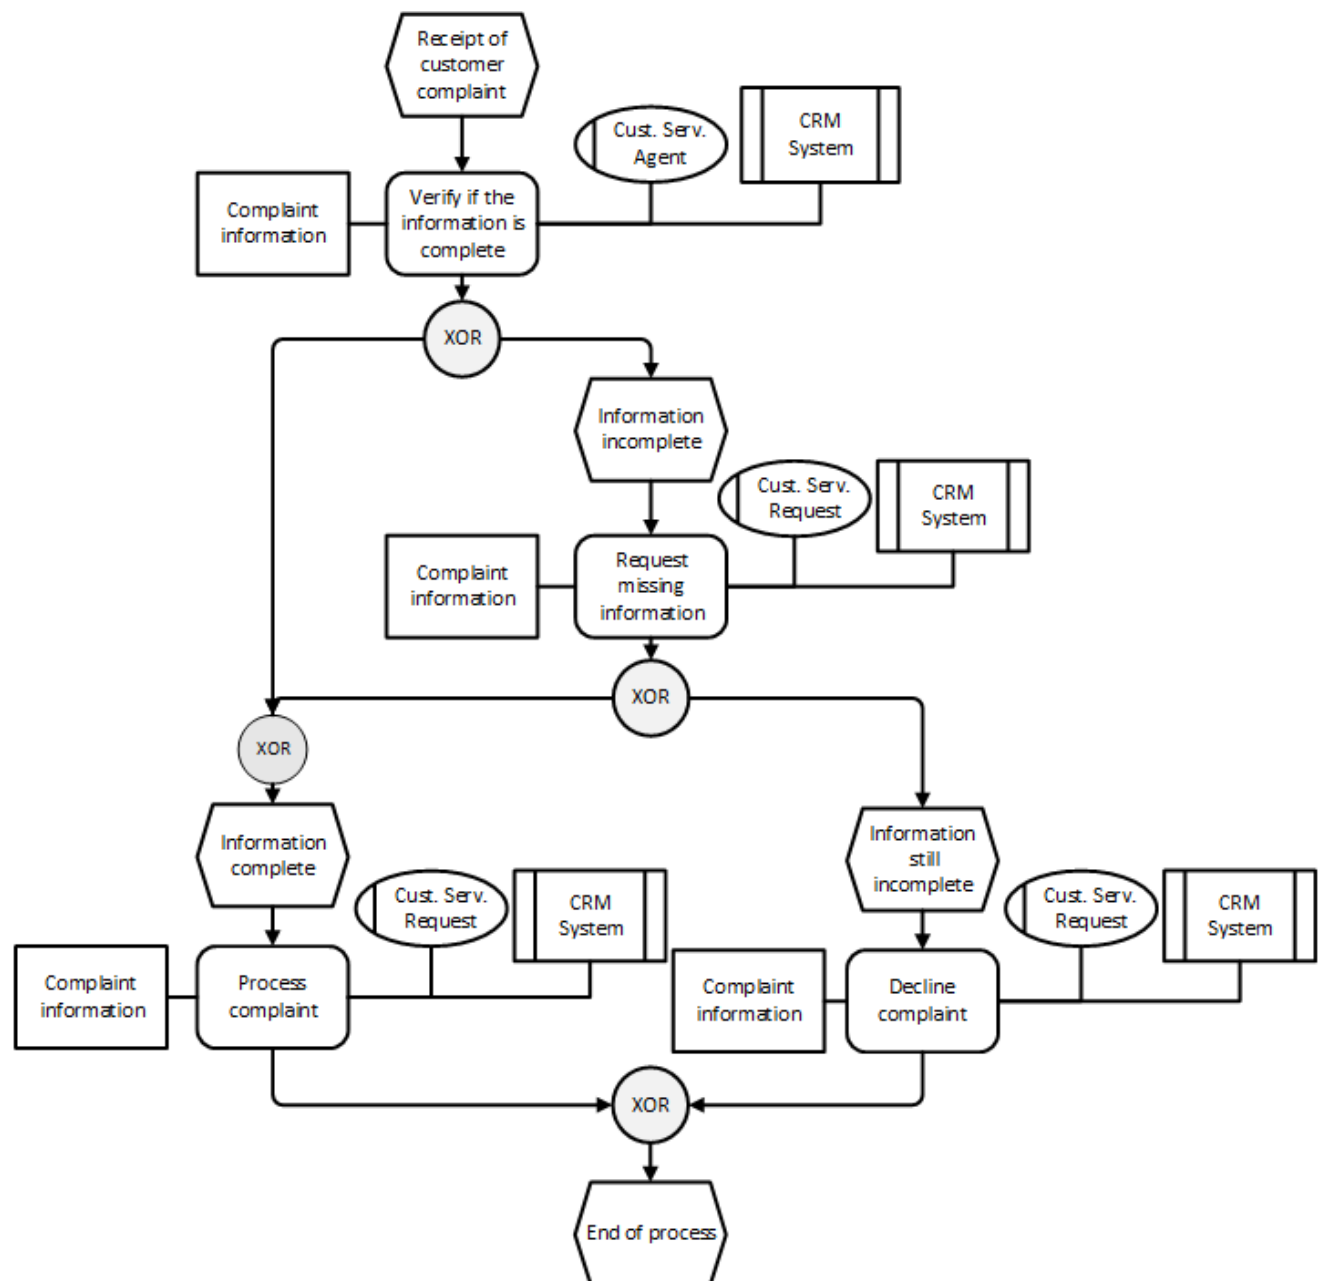 Receipt of
customer
complaint
Cust. Serv.
Agent
CRM
System
Complaint
information
Verify if the
information is
complete
XOR
Information
incomplete
Cust. Serv.
Request
CRM
System
Complaint
information
Request
missing
information
XOR
XOR
Information
complete
Information
still
incomplete
Cust. Serv.
Request
CRM
System
Cust. Serv.
Request
CRM
System
Complaint
information
Process
complaint
Complaint
information
Decline
complaint
XOR
End of process